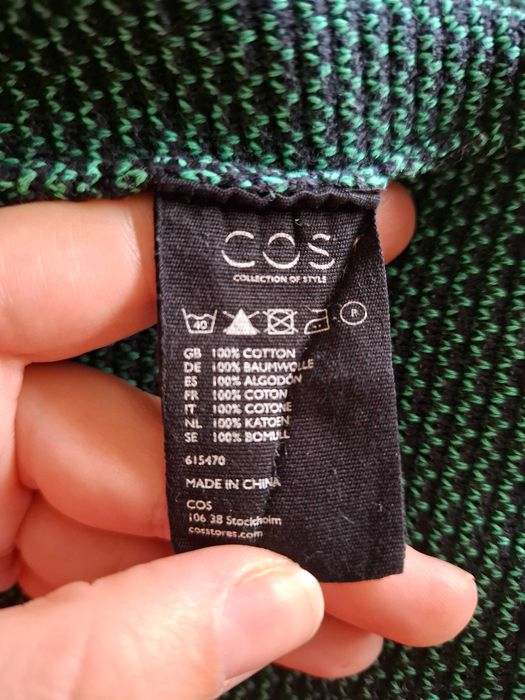 COS
COLLECTION OF STYLE
40 P
GB 100% COTTON
DE 100% BAUMWOLLE
ES 100% ALGODÓN
FR 100% COTON
IT 100% COTONE
NL 100% KATOEN
SE 100% BOMULL
615470
MADE IN CHINA
COS
106 38 Stockholm
cosstores.com